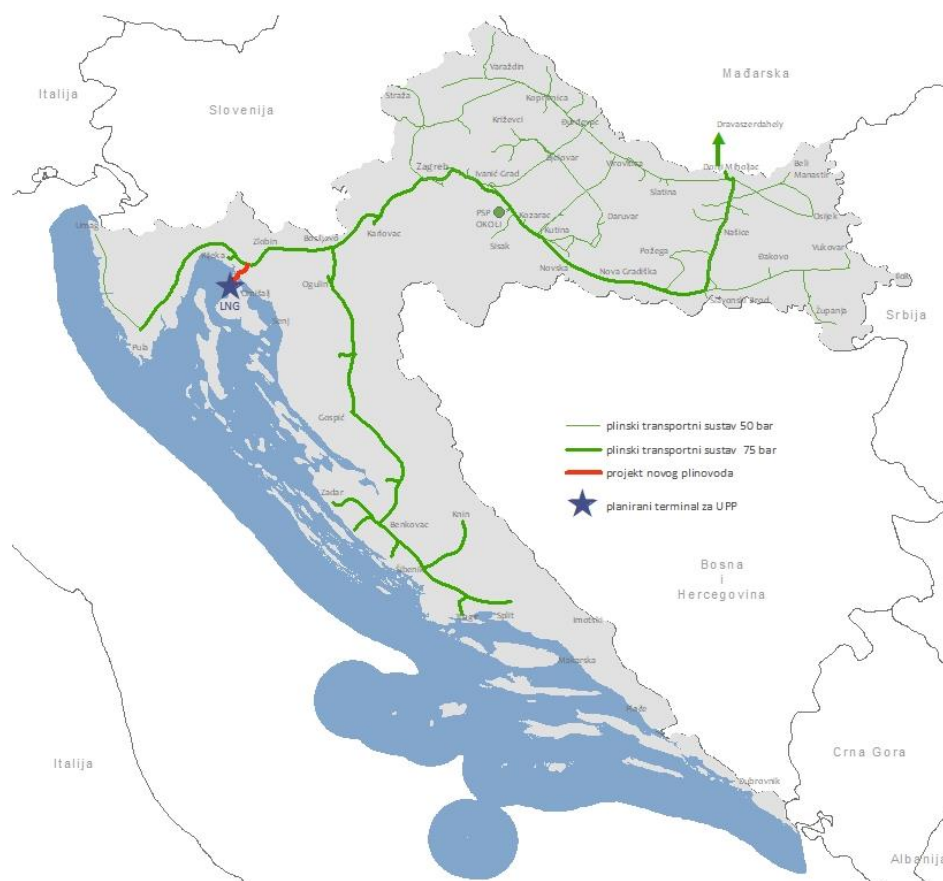 Mađarska
Italija
Slovenija
Varaždin
Straža
Koprivnica
Križevci
Đurđevac
Dravaszerdahely
Bjelovar
Virovitica
Donji Miholjac
Beli
Manastir
Zagreb
Ivanić Grad
Slatina
Osijek
PSP
OKOLI
Kozarac
Daruvar
Kutina
Sisak
Našice
Vukovar
Umag
Rijeka
Zlobin
Bosiljevo
Karlovac
Požega
Đakovo
Novska
Nova Gradiška
Ilok
Omišalj
Ogulin
LNG
Slavonski Brod
Županja
Srbija
Senj
Pula
Gospić
plinski transportni sustav 50 bar
plinski transportni sustav 75 bar
projekt novog plinovoda
planirani terminal za UPP
Zadar
Benkovac
Knin
Šibenik
Bosna
i
Hercegovina
Split
Imotski
Makarska
Ploče
Italija
Crna Gora
Dubrovnik
Albanija